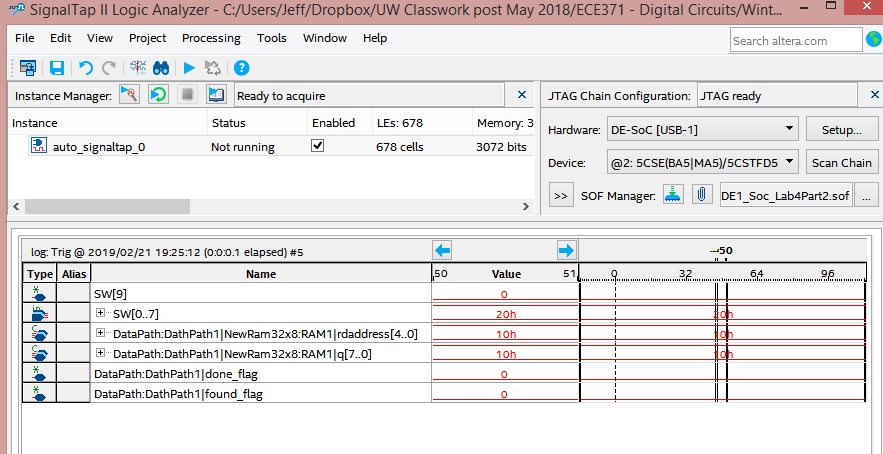 SignalTap II Logic Analyzer - C:/Users/Jeff/Dropbox/UW Classwork post May 2018/ECE371 - Digital Circuits/Wint...
File Edit View Project Processing Tools Window Help
Search altera.com
Instance Manager: Ready to acquire
JTAG Chain Configuration: JTAG ready
Instance Status Enabled LEs: 678 Memory: 3
auto_signaltap_0 Not running 678 cells 3072 bits
Hardware: DE-SoC [USB-1] Setup...
Device: @2: 5CSE(BA5|MA5)/5CSTFD5 Scan Chain
>> SOF Manager: DE1_Soc_Lab4Part2.sof ...
log: Trig @ 2019/02/21 19:25:12 (0:0:0.1 elapsed) #5
50
Type Alias Name 50 Value 51 0 32 64 96
SW[9] 0
SW[0..7] 20h 20h
DataPath:DathPath1|NewRam32x8:RAM1|rdaddress[4..0] 10h 10h
DataPath:DathPath1|NewRam32x8:RAM1|q[7..0] 10h 10h
DataPath:DathPath1|done_flag 0
DataPath:DathPath1|found_flag 0